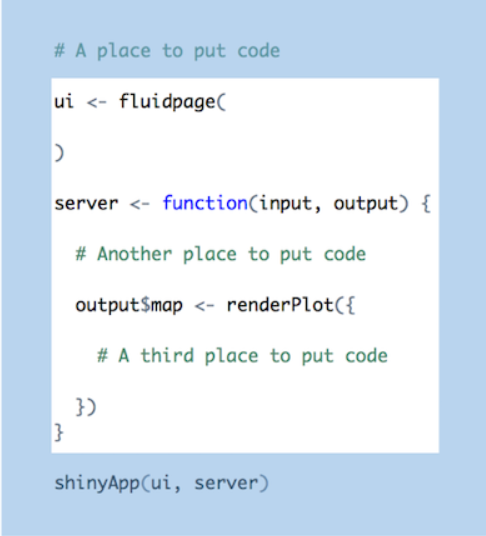 # A place to put code
ui <- fluidpage(
)
server <- function(input, output) {
# Another place to put code
output$map <- renderPlot({
# A third place to put code
})
}
shinyApp(ui, server)